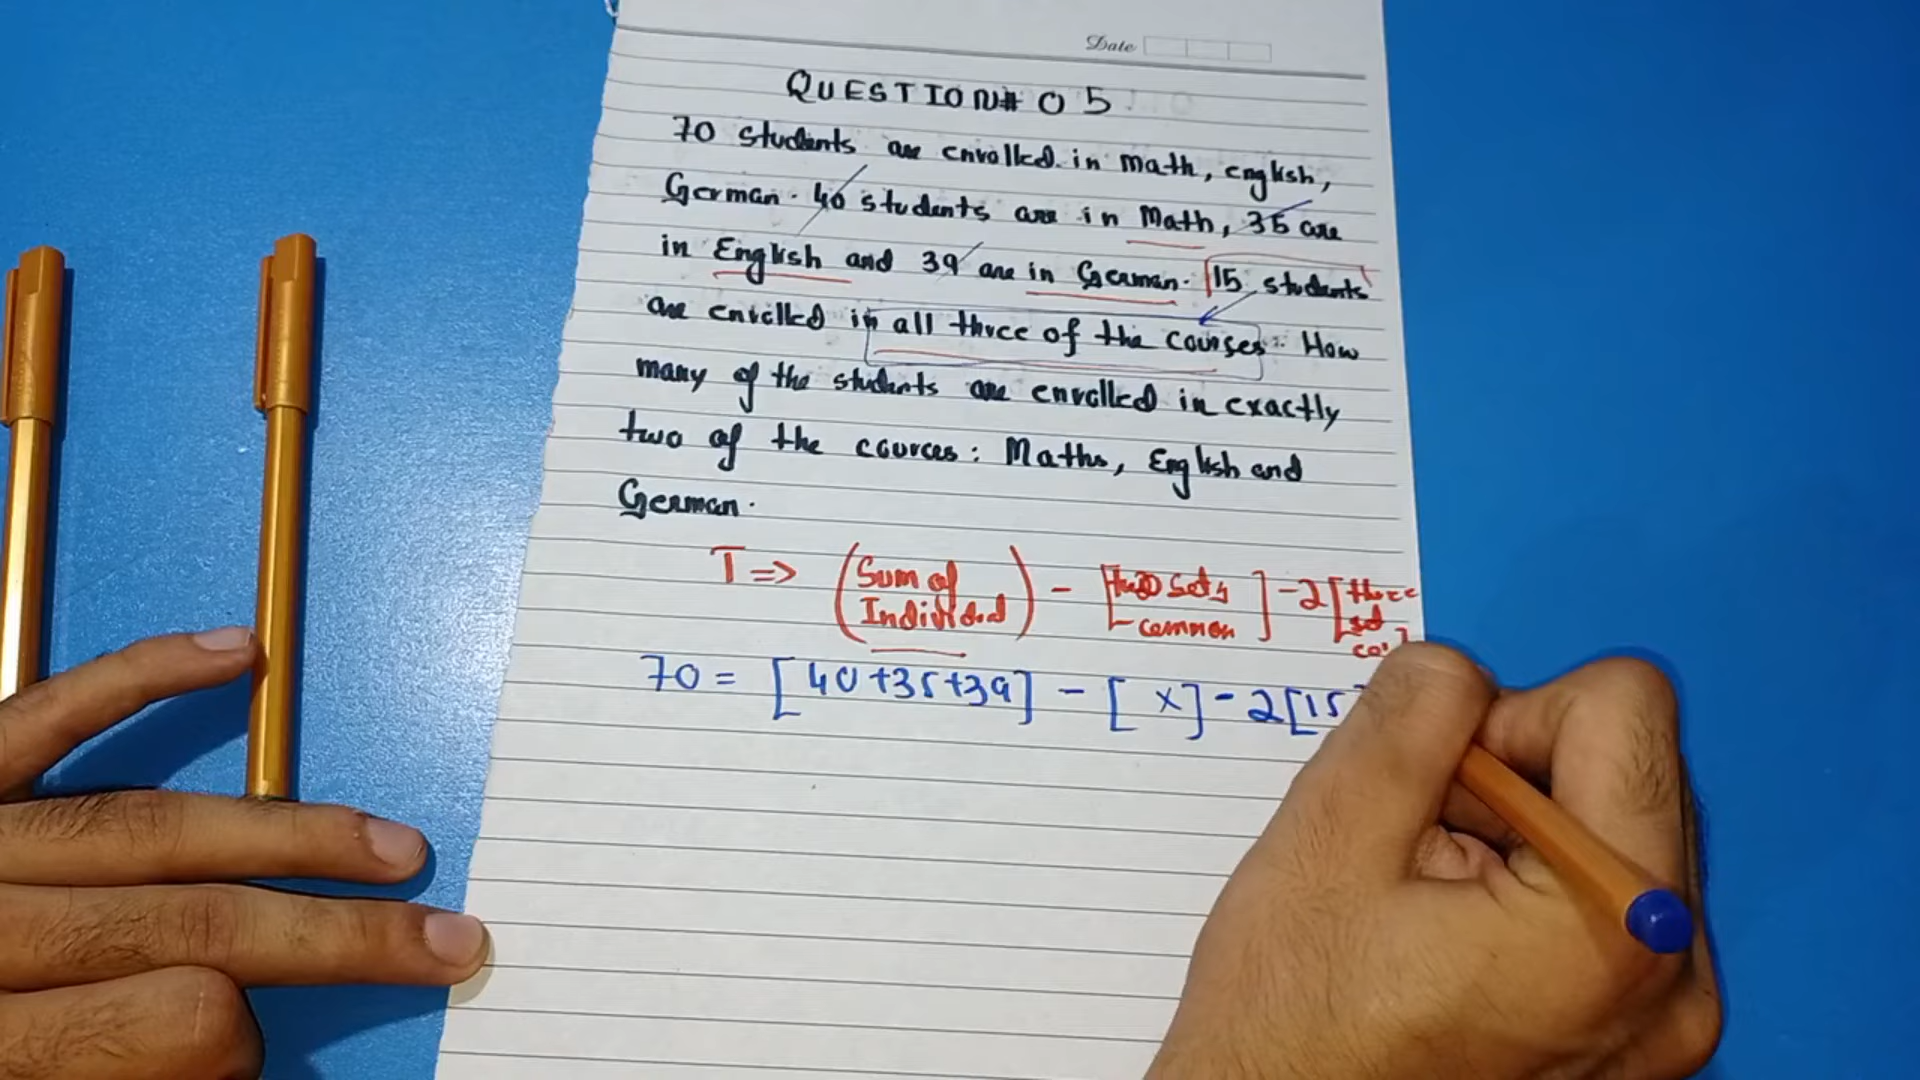 Date
QUESTION# 05
70 students are enrolled in math, english,
German. 40 students are in Math, 35 are
in English and 39 are in German. 15 students
are enrolled in all three of the courses. How
many of the students are enrolled in exactly
two of the cources: Maths, English and
German.
T => (Sum of Individual) - [two sets common] - 2[three set co
70 = [40+35+39] - [x] - 2[15